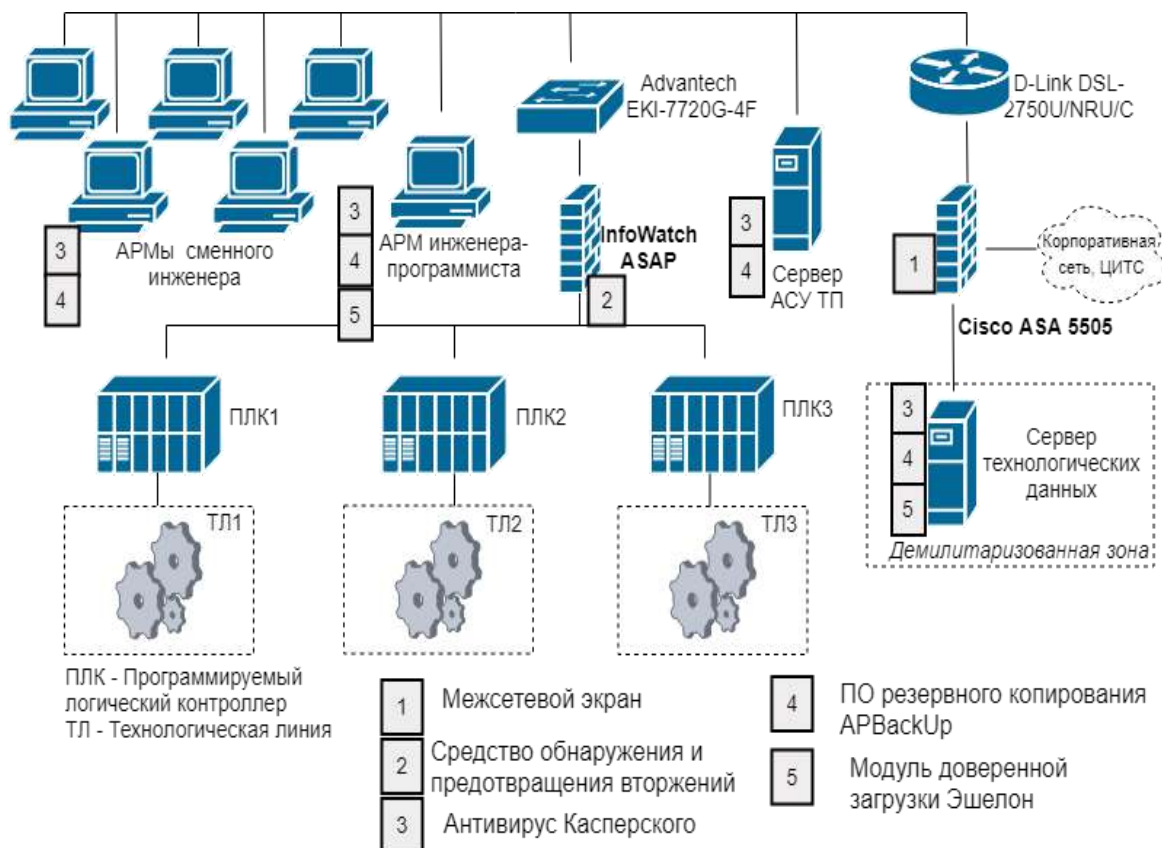 Advantech
EKI-7720G-4F
D-Link DSL-
2750U/NRU/C
3
4
АРМы сменного
инженера
3
4
5
АРМ инженера-
программиста
InfoWatch
ASAP
2
3
4
Сервер
АСУ ТП
1
Корпоративная
сеть, ЦИТС
Cisco ASA 5505
ПЛК1
ПЛК2
ПЛК3
3
4
5
Сервер
технологических
данных
Демилитаризованная зона
ТЛ1
ТЛ2
ТЛ3
ПЛК - Программируемый
логический контроллер
ТЛ - Технологическая линия
1
Межсетевой экран
2
Средство обнаружения и
предотвращения вторжений
3
Антивирус Касперского
4
ПО резервного копирования
APBackUp
5
Модуль доверенной
загрузки Эшелон